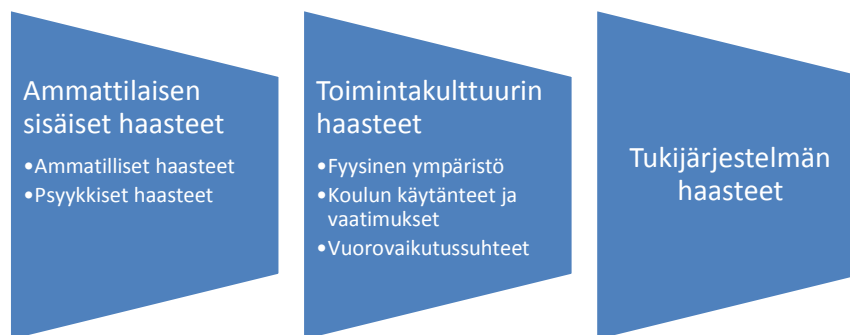 Ammattilaisen
sisäiset haasteet
•Ammatilliset haasteet
•Psyykkiset haasteet
Toimintakulttuurin
haasteet
•Fyysinen ympäristö
•Koulun käytänteet ja
vaatimukset
•Vuorovaikutussuhteet
Tukijärjestelmän
haasteet